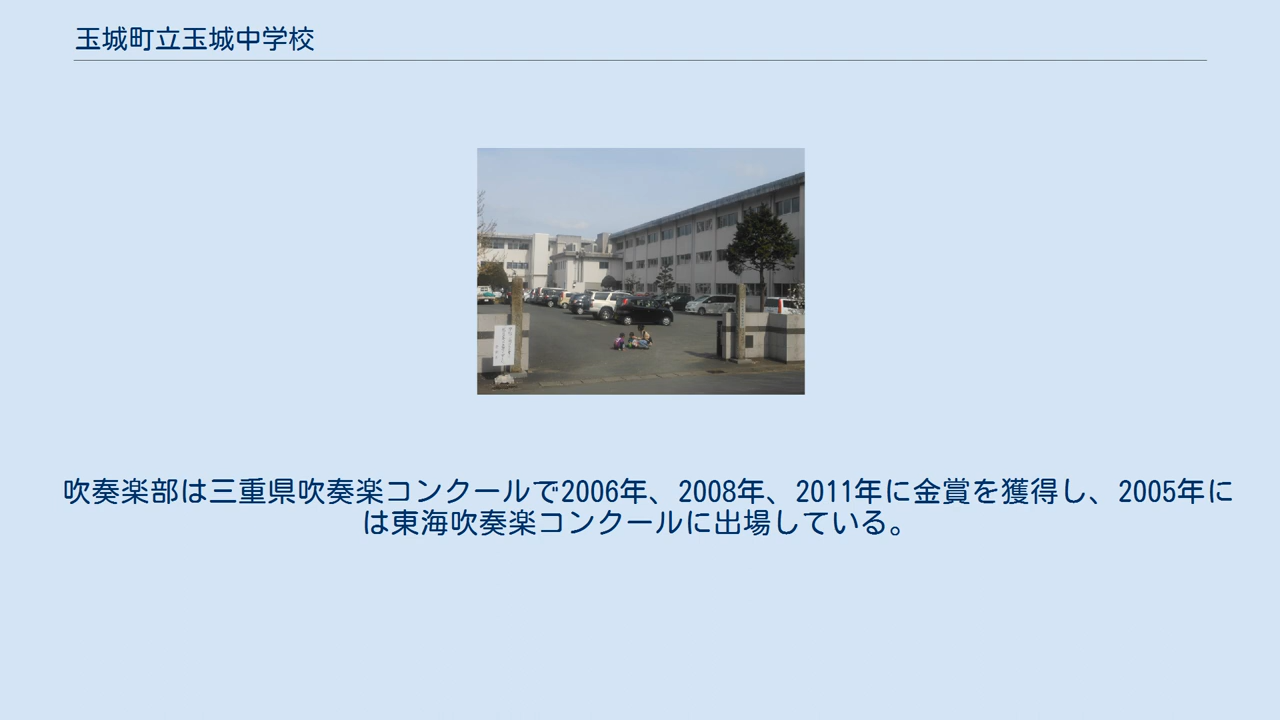 玉城町立玉城中学校
吹奏楽部は三重県吹奏楽コンクールで2006年、2008年、2011年に金賞を獲得し、2005年に
は東海吹奏楽コンクールに出場している。